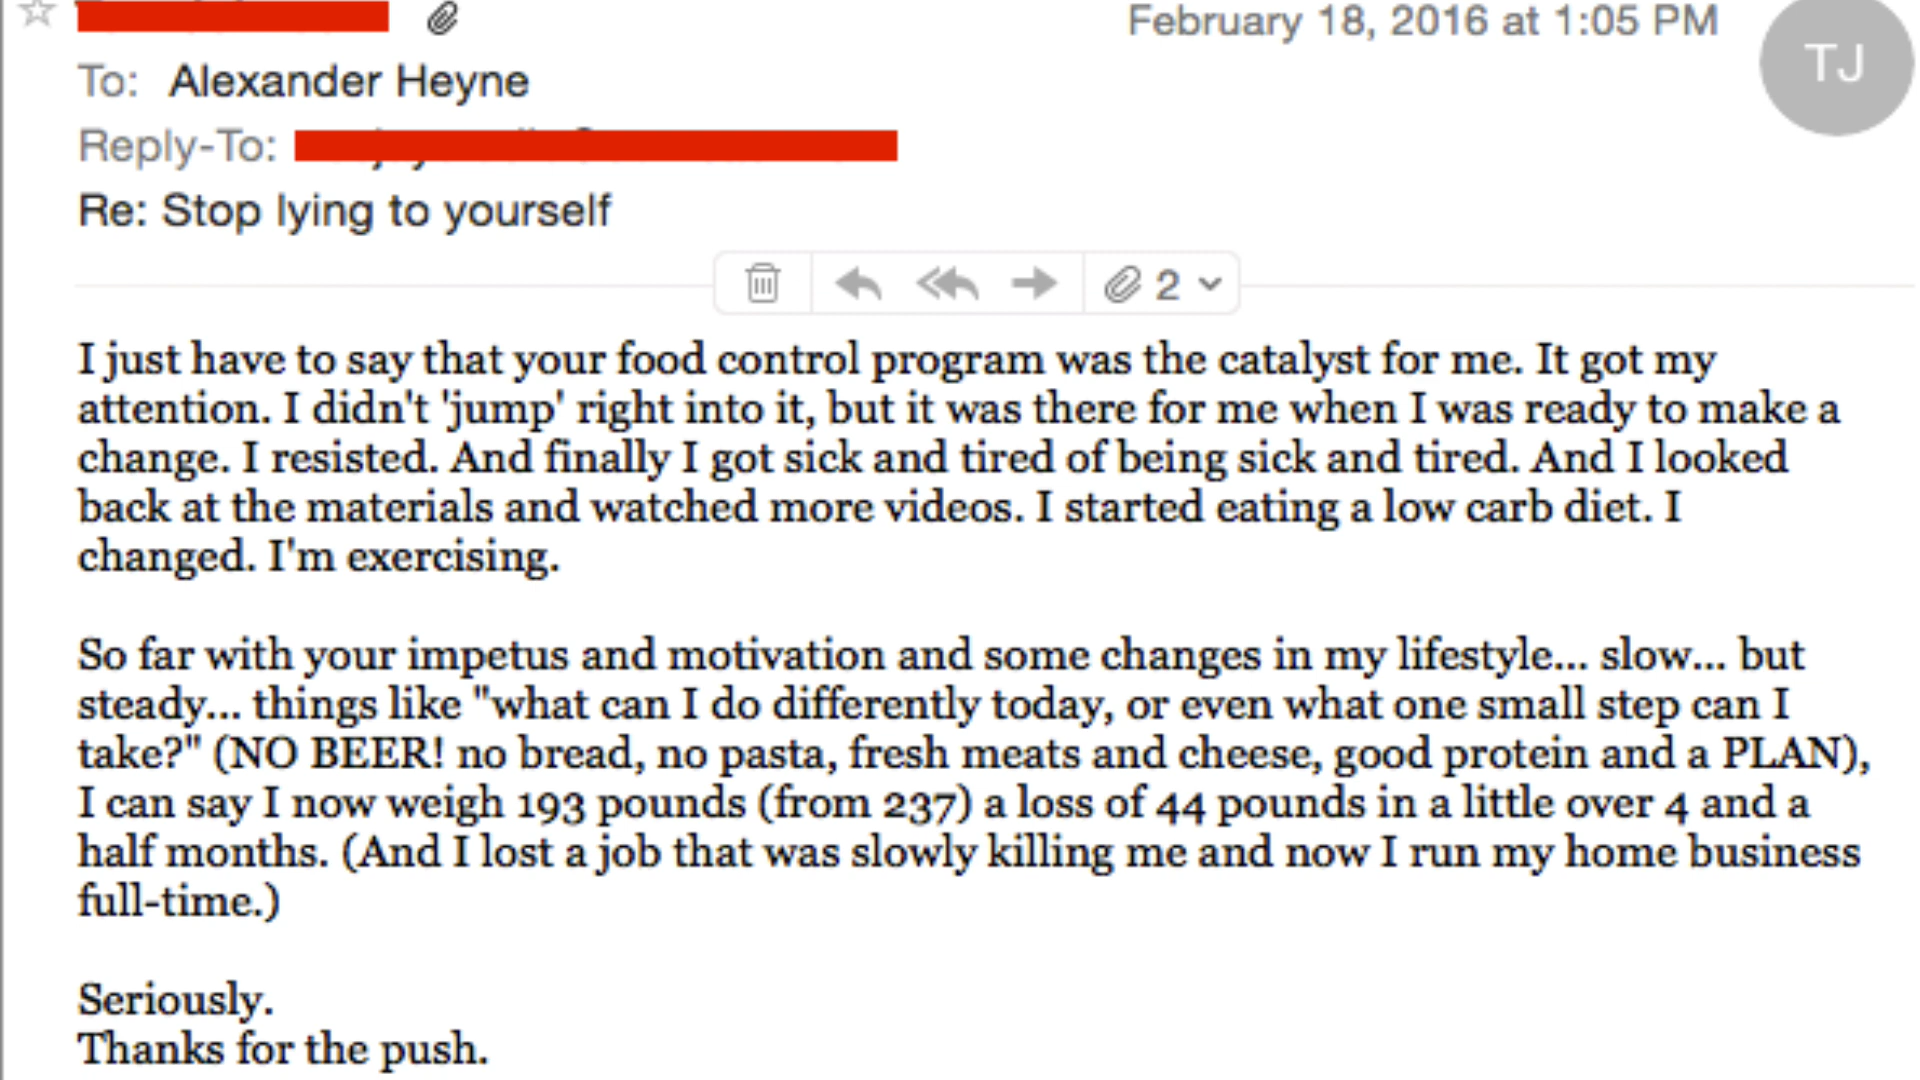 February 18, 2016 at 1:05 PM
TJ
To: Alexander Heyne
Reply-To:
Re: Stop lying to yourself
2
I just have to say that your food control program was the catalyst for me. It got my
attention. I didn't 'jump' right into it, but it was there for me when I was ready to make a
change. I resisted. And finally I got sick and tired of being sick and tired. And I looked
back at the materials and watched more videos. I started eating a low carb diet. I
changed. I'm exercising.
So far with your impetus and motivation and some changes in my lifestyle... slow... but
steady... things like "what can I do differently today, or even what one small step can I
take?" (NO BEER! no bread, no pasta, fresh meats and cheese, good protein and a PLAN),
I can say I now weigh 193 pounds (from 237) a loss of 44 pounds in a little over 4 and a
half months. (And I lost a job that was slowly killing me and now I run my home business
full-time.)
Seriously.
Thanks for the push.